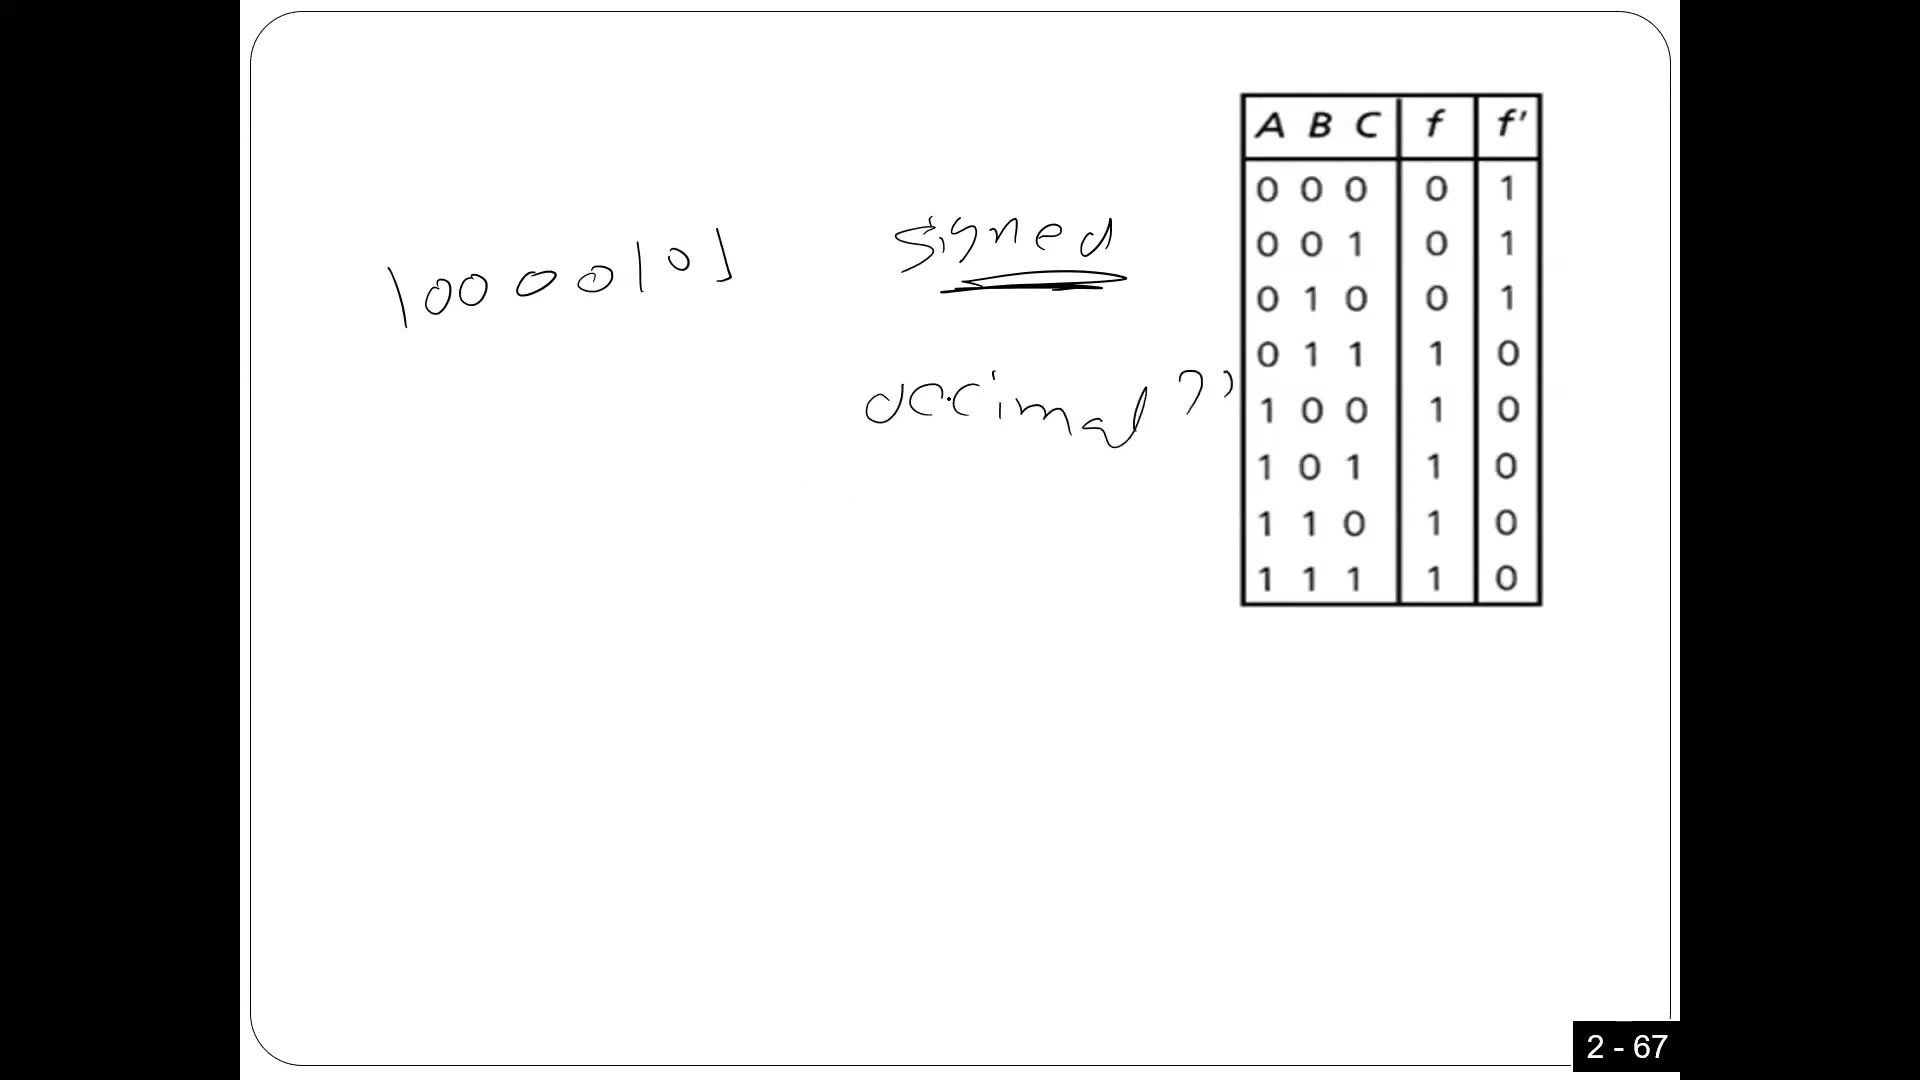 10000101 signed
decimal ??
A B C f f'
0 0 0 0 1
0 0 1 0 1
0 1 0 0 1
0 1 1 1 0
1 0 0 1 0
1 0 1 1 0
1 1 0 1 0
1 1 1 1 0
2 - 67